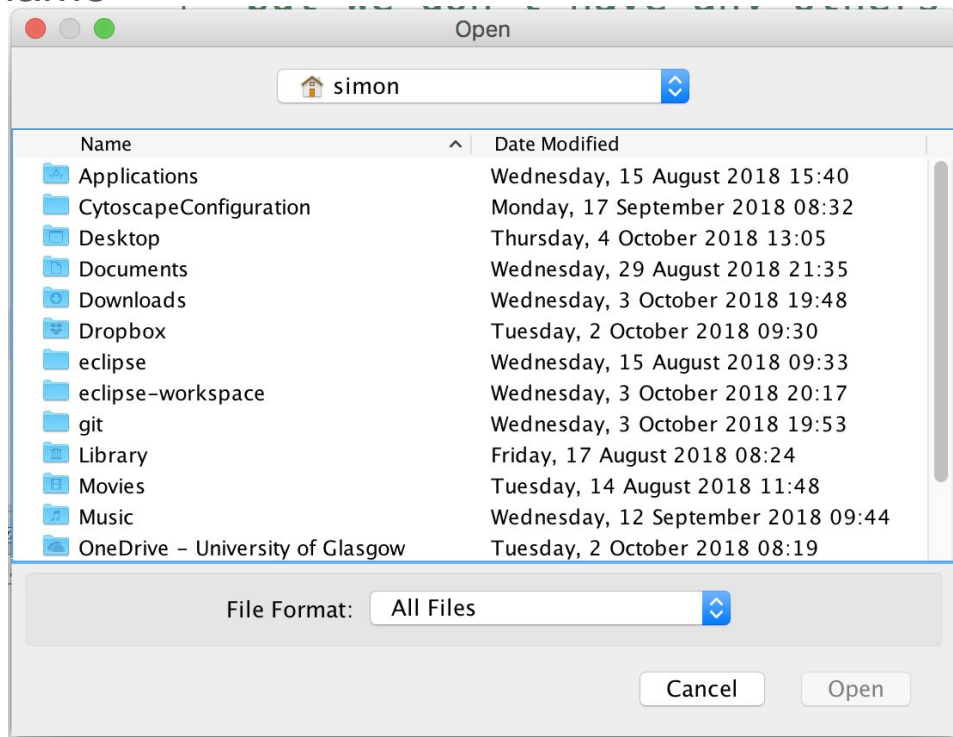 Open
simon
Name Date Modified
Applications Wednesday, 15 August 2018 15:40
CytoscapeConfiguration Monday, 17 September 2018 08:32
Desktop Thursday, 4 October 2018 13:05
Documents Wednesday, 29 August 2018 21:35
Downloads Wednesday, 3 October 2018 19:48
Dropbox Tuesday, 2 October 2018 09:30
eclipse Wednesday, 15 August 2018 09:33
eclipse-workspace Wednesday, 3 October 2018 20:17
git Wednesday, 3 October 2018 19:53
Library Friday, 17 August 2018 08:24
Movies Tuesday, 14 August 2018 11:48
Music Wednesday, 12 September 2018 09:44
OneDrive – University of Glasgow Tuesday, 2 October 2018 08:19
File Format: All Files
Cancel Open